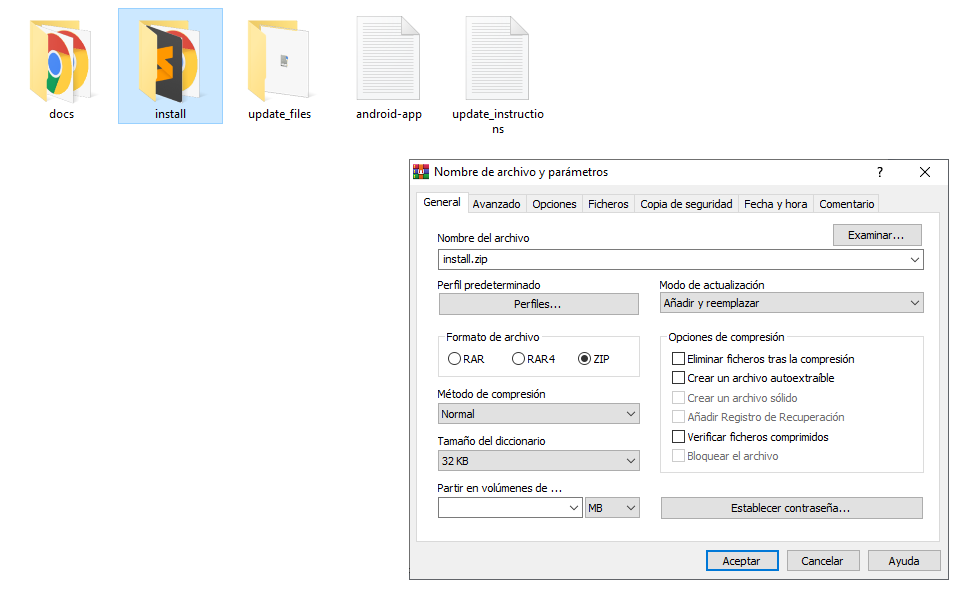 docs
install
update_files
android-app
update_instructio
ns
Nombre de archivo y parámetros
?
General
Avanzado
Opciones
Ficheros
Copia de seguridad
Fecha y hora
Comentario
Nombre del archivo
Examinar...
install.zip
Perfil predeterminado
Perfiles...
Modo de actualización
Añadir y reemplazar
Formato de archivo
RAR
RAR4
ZIP
Método de compresión
Normal
Tamaño del diccionario
32 KB
Partir en volúmenes de ...
MB
Opciones de compresión
Eliminar ficheros tras la compresión
Crear un archivo autoextraíble
Crear un archivo sólido
Añadir Registro de Recuperación
Verificar ficheros comprimidos
Bloquear el archivo
Establecer contraseña...
Aceptar
Cancelar
Ayuda